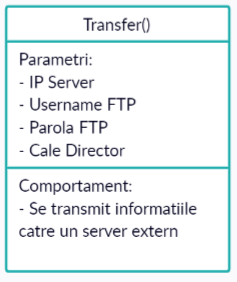 Transfer()
Parametri:
- IP Server
- Username FTP
- Parola FTP
- Cale Director
Comportament:
- Se transmit informatiile
catre un server extern